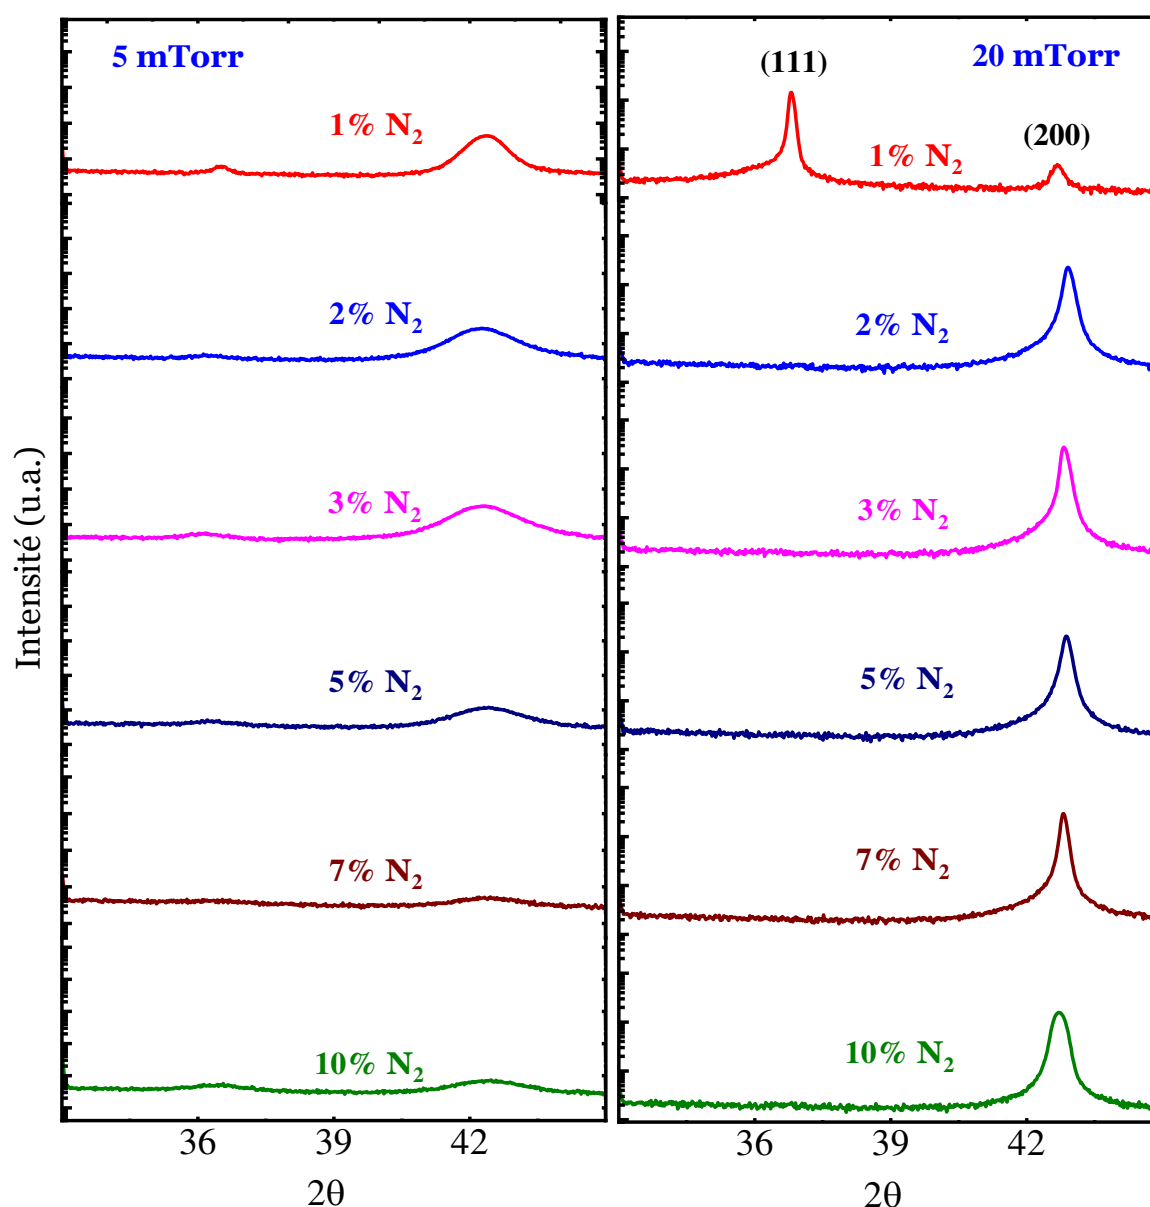 5 mTorr
1% N₂
2% N₂
3% N₂
5% N₂
7% N₂
10% N₂
36 39 42
2θ
Intensité (u.a.)
20 mTorr
(111)
(200)
1% N₂
2% N₂
3% N₂
5% N₂
7% N₂
10% N₂
36 39 42
2θ